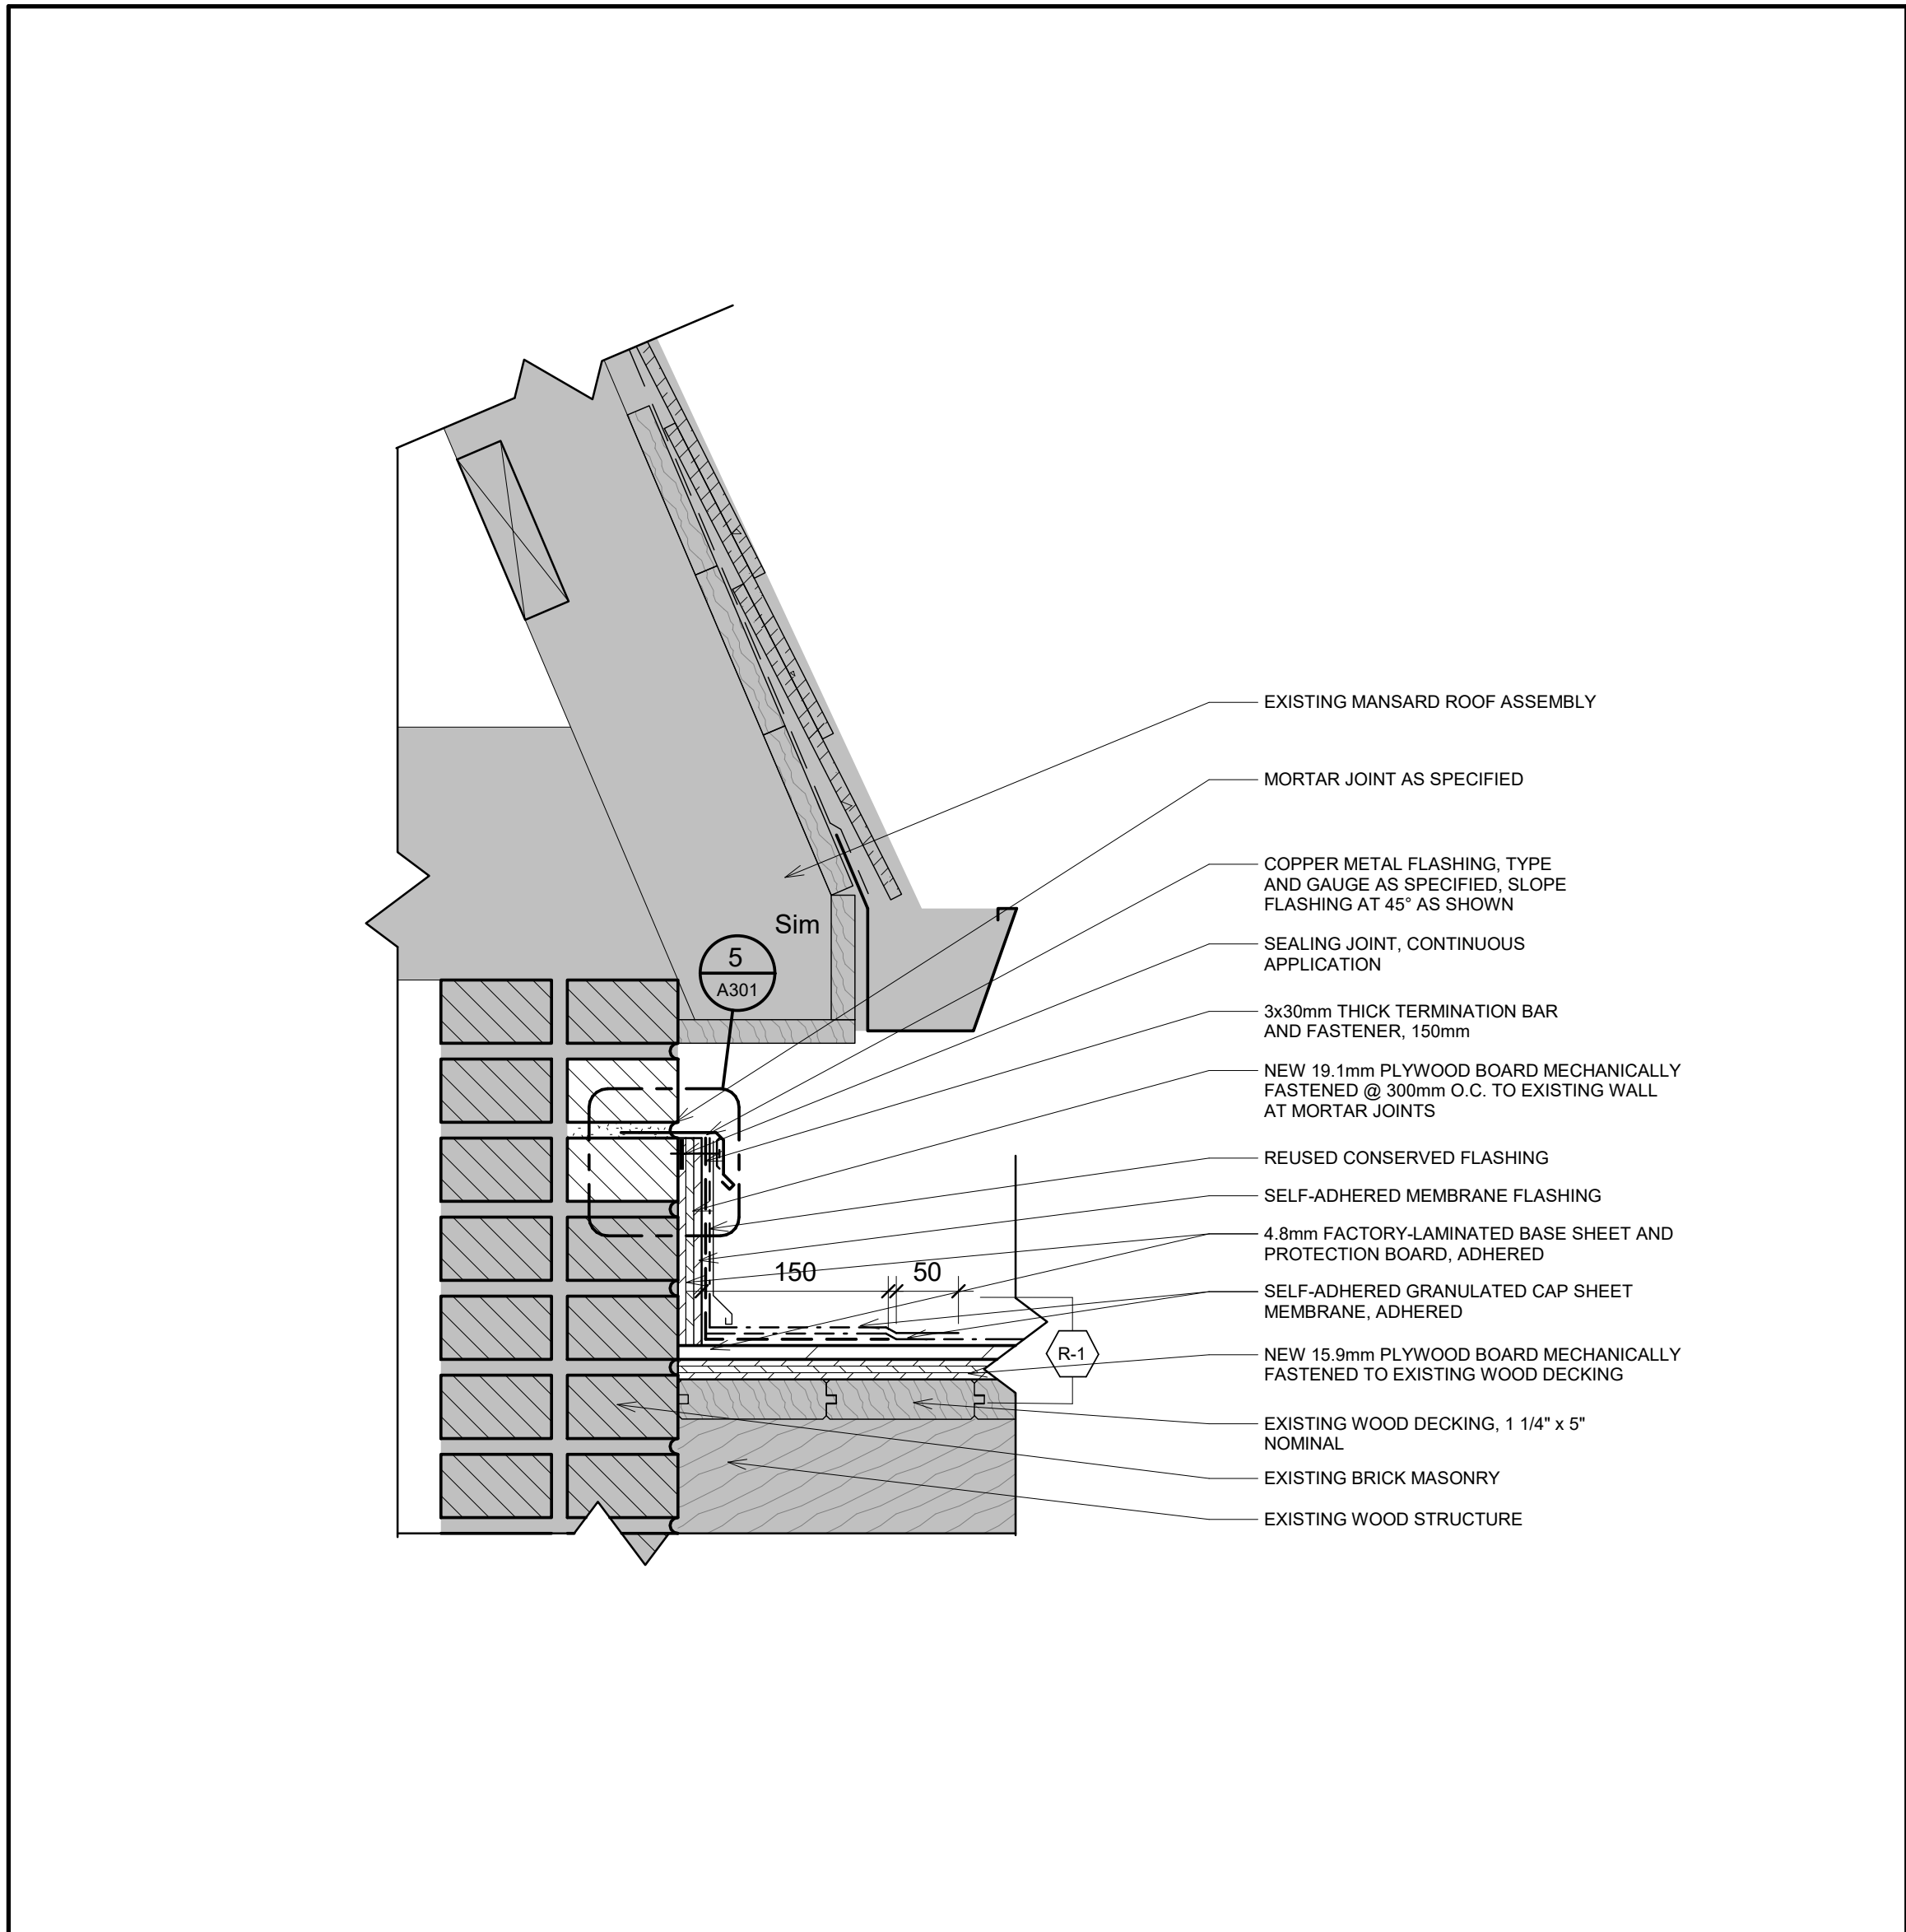 EXISTING MANSARD ROOF ASSEMBLY
MORTAR JOINT AS SPECIFIED
COPPER METAL FLASHING, TYPE
AND GAUGE AS SPECIFIED, SLOPE
FLASHING AT 45° AS SHOWN
Sim
5
A301
SEALING JOINT, CONTINUOUS
APPLICATION
3x30mm THICK TERMINATION BAR
AND FASTENER, 150mm
NEW 19.1mm PLYWOOD BOARD MECHANICALLY
FASTENED @ 300mm O.C. TO EXISTING WALL
AT MORTAR JOINTS
REUSED CONSERVED FLASHING
SELF-ADHERED MEMBRANE FLASHING
4.8mm FACTORY-LAMINATED BASE SHEET AND
PROTECTION BOARD, ADHERED
150
50
SELF-ADHERED GRANULATED CAP SHEET
MEMBRANE, ADHERED
R-1
NEW 15.9mm PLYWOOD BOARD MECHANICALLY
FASTENED TO EXISTING WOOD DECKING
EXISTING WOOD DECKING, 1 1/4" x 5"
NOMINAL
EXISTING BRICK MASONRY
EXISTING WOOD STRUCTURE